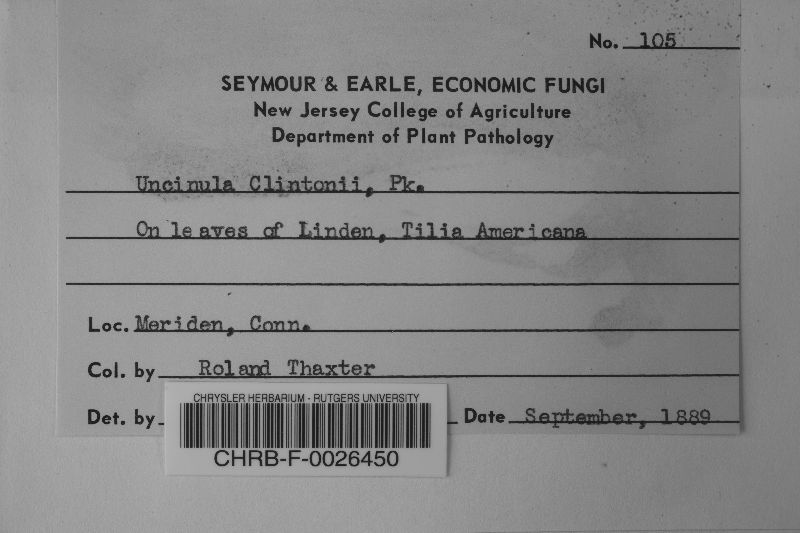 No. 105
SEYMOUR & EARLE, ECONOMIC FUNGI
New Jersey College of Agriculture
Department of Plant Pathology
Uncinula Clintonii, Pk.
On leaves of Linden, Tilia Americana
Loc. Meriden, Conn.
Col. by Roland Thaxter
Det. by Date September, 1889
CHRYSLER HERBARIUM - RUTGERS UNIVERSITY
CHRB-F-0026450